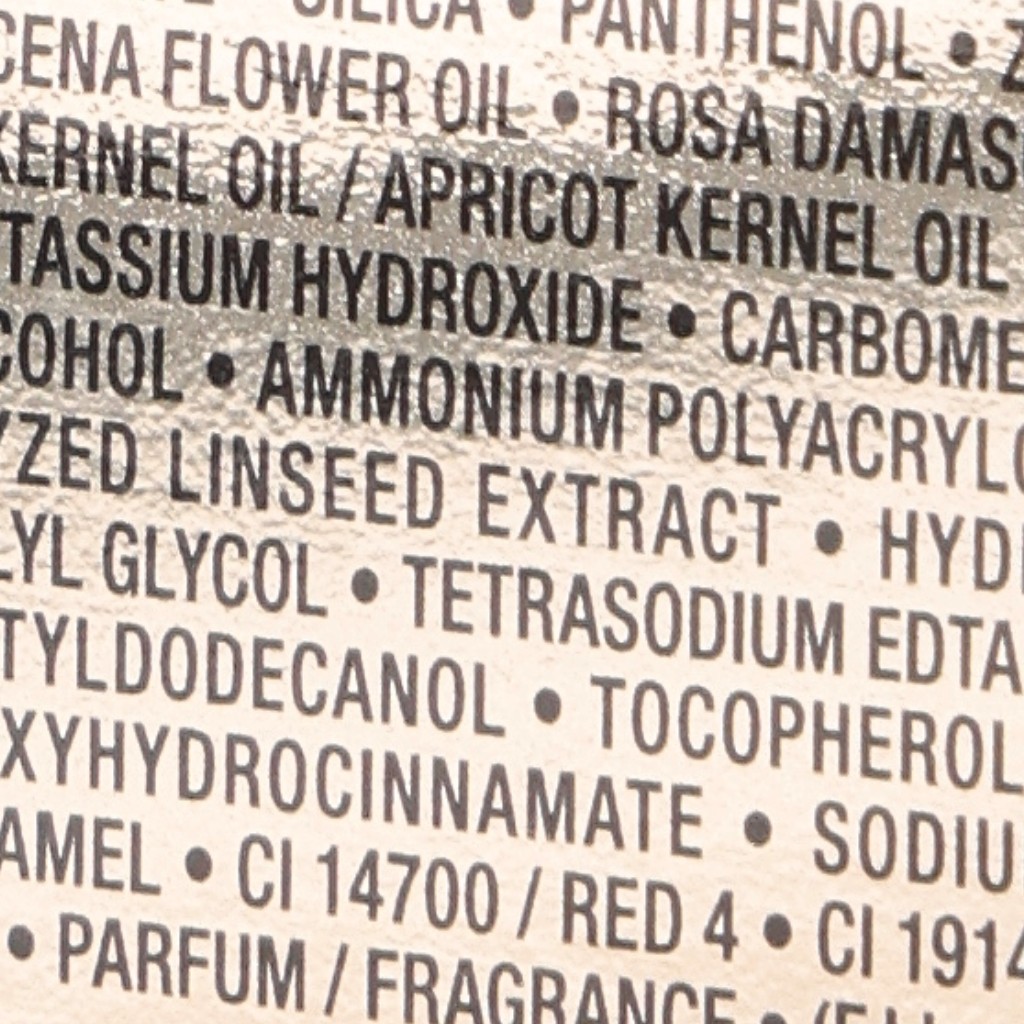 SILICA • PANTHENOL •
CENA FLOWER OIL • ROSA DAMAS
KERNEL OIL / APRICOT KERNEL OIL
TASSIUM HYDROXIDE • CARBOME
COHOL • AMMONIUM POLYACRYLO
YZED LINSEED EXTRACT • HYD
LYL GLYCOL • TETRASODIUM EDTA
TYLDODECANOL • TOCOPHEROL
XYHYDROCINNAMATE • SODIU
AMEL • CI 14700 / RED 4 • CI 1914
• PARFUM / FRAGRANCE •